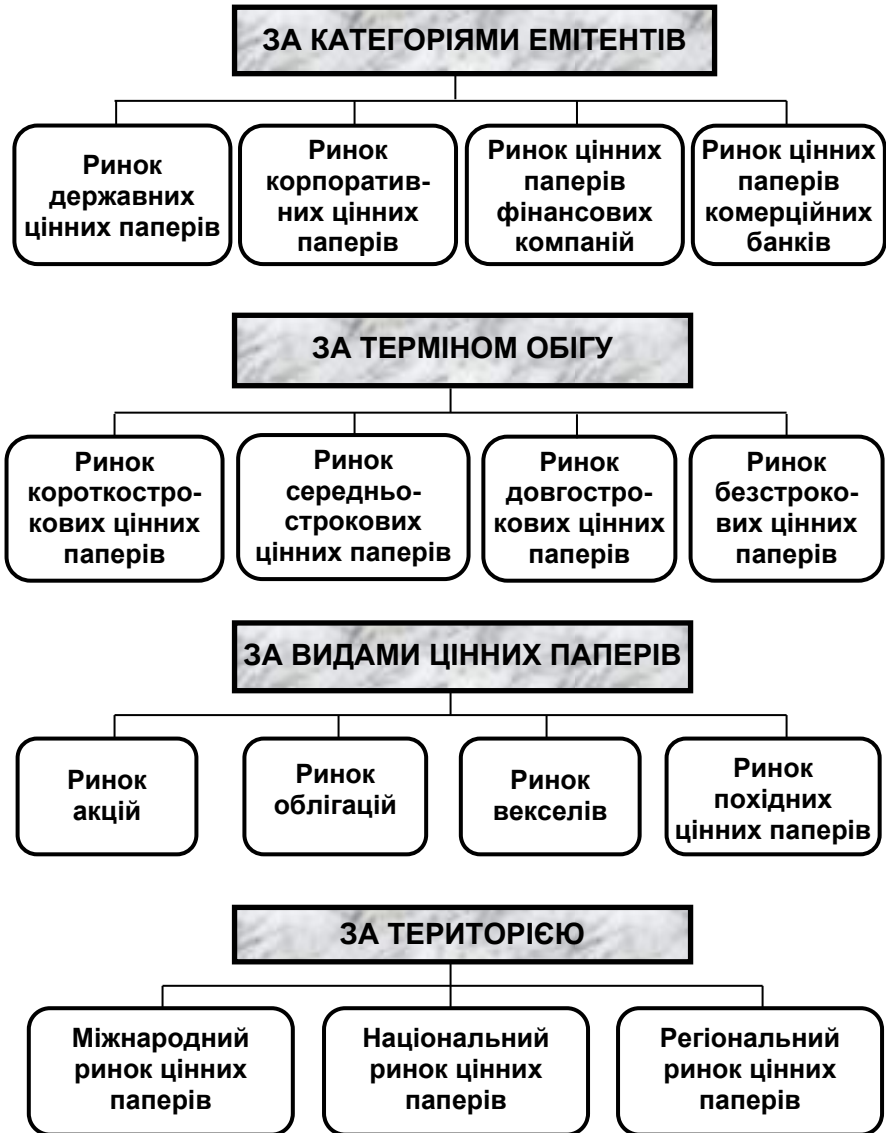 ЗА КАТЕГОРІЯМИ ЕМІТЕНТІВ
Ринок
державних
цінних паперів
Ринок
корпоратив-
них цінних
паперів
Ринок цінних
паперів
фінансових
компаній
Ринок цінних
паперів
комерційних
банків
ЗА ТЕРМІНОМ ОБІГУ
Ринок
короткостро-
кових цінних
паперів
Ринок
середньо-
строкових
цінних паперів
Ринок
довгостро-
кових цінних
паперів
Ринок
безстроко-
вих цінних
паперів
ЗА ВИДАМИ ЦІННИХ ПАПЕРІВ
Ринок
акцій
Ринок
облігацій
Ринок
векселів
Ринок
похідних
цінних паперів
ЗА ТЕРИТОРІЄЮ
Міжнародний
ринок цінних
паперів
Національний
ринок цінних
паперів
Регіональний
ринок цінних
паперів